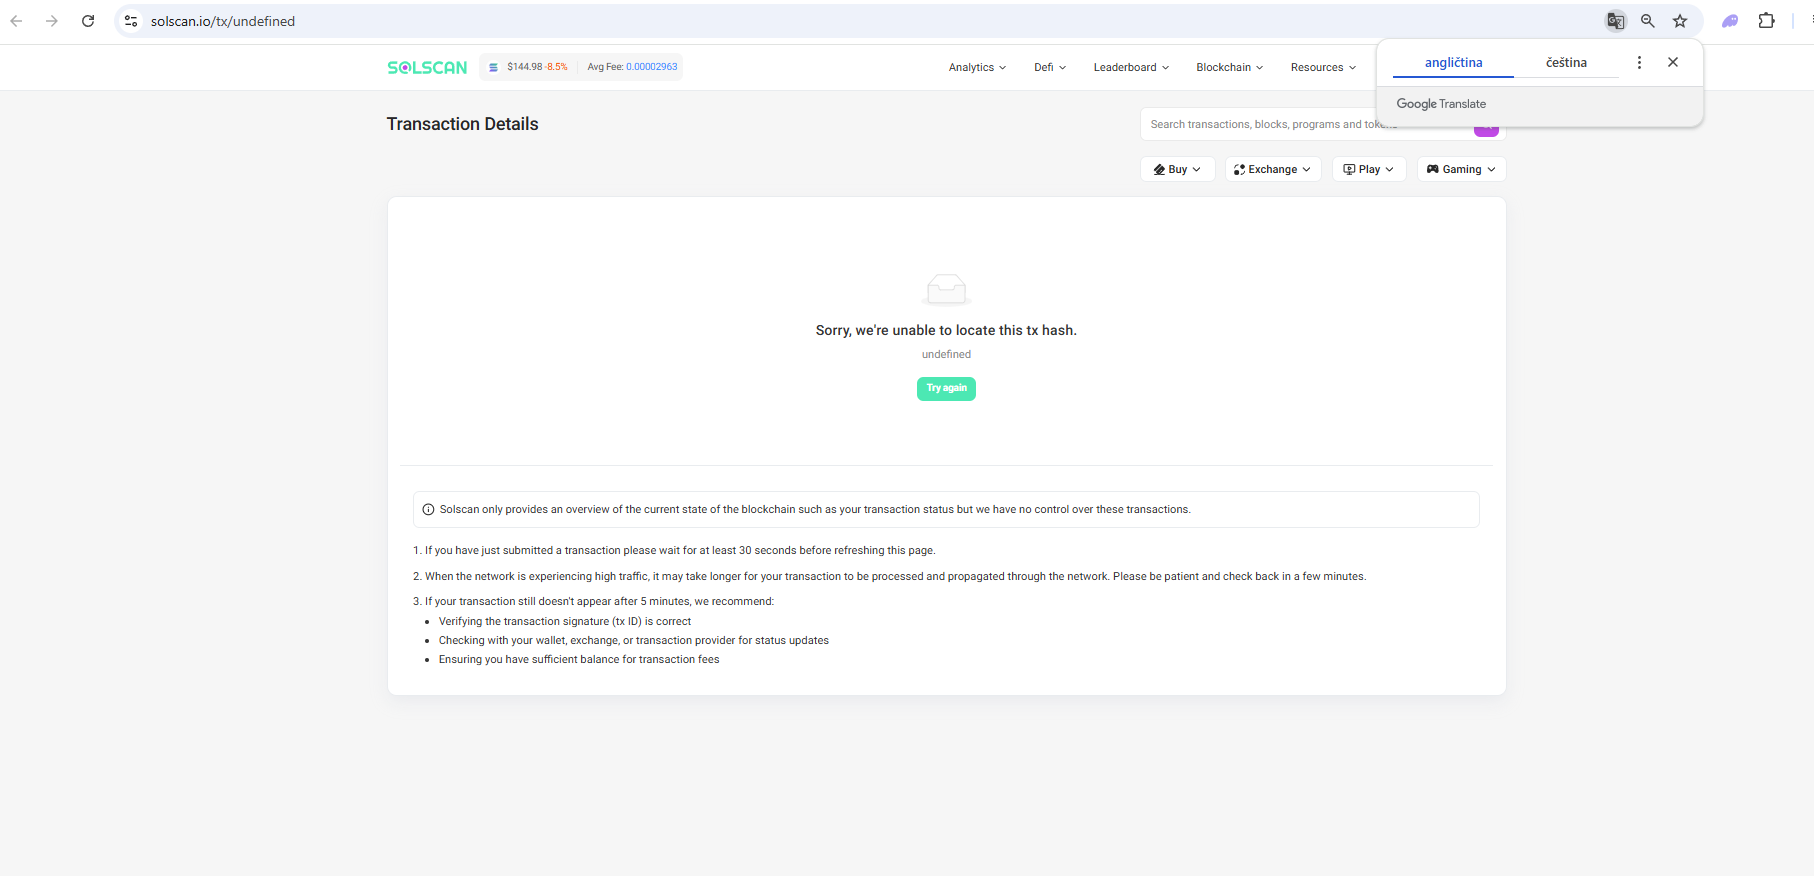 solscan.io/tx/undefined
angličtina čeština
Google Translate
SOLSCAN $144.98 -8.5% Avg Fee: 0.00002963 Analytics Defi Leaderboard Blockchain Resources
Transaction Details
Search transactions, blocks, programs and tokens
Buy Exchange Play Gaming
Sorry, we're unable to locate this tx hash.
undefined
Try again
Solscan only provides an overview of the current state of the blockchain such as your transaction status but we have no control over these transactions.
1. If you have just submitted a transaction please wait for at least 30 seconds before refreshing this page.
2. When the network is experiencing high traffic, it may take longer for your transaction to be processed and propagated through the network. Please be patient and check back in a few minutes.
3. If your transaction still doesn't appear after 5 minutes, we recommend:
• Verifying the transaction signature (tx ID) is correct
• Checking with your wallet, exchange, or transaction provider for status updates
• Ensuring you have sufficient balance for transaction fees